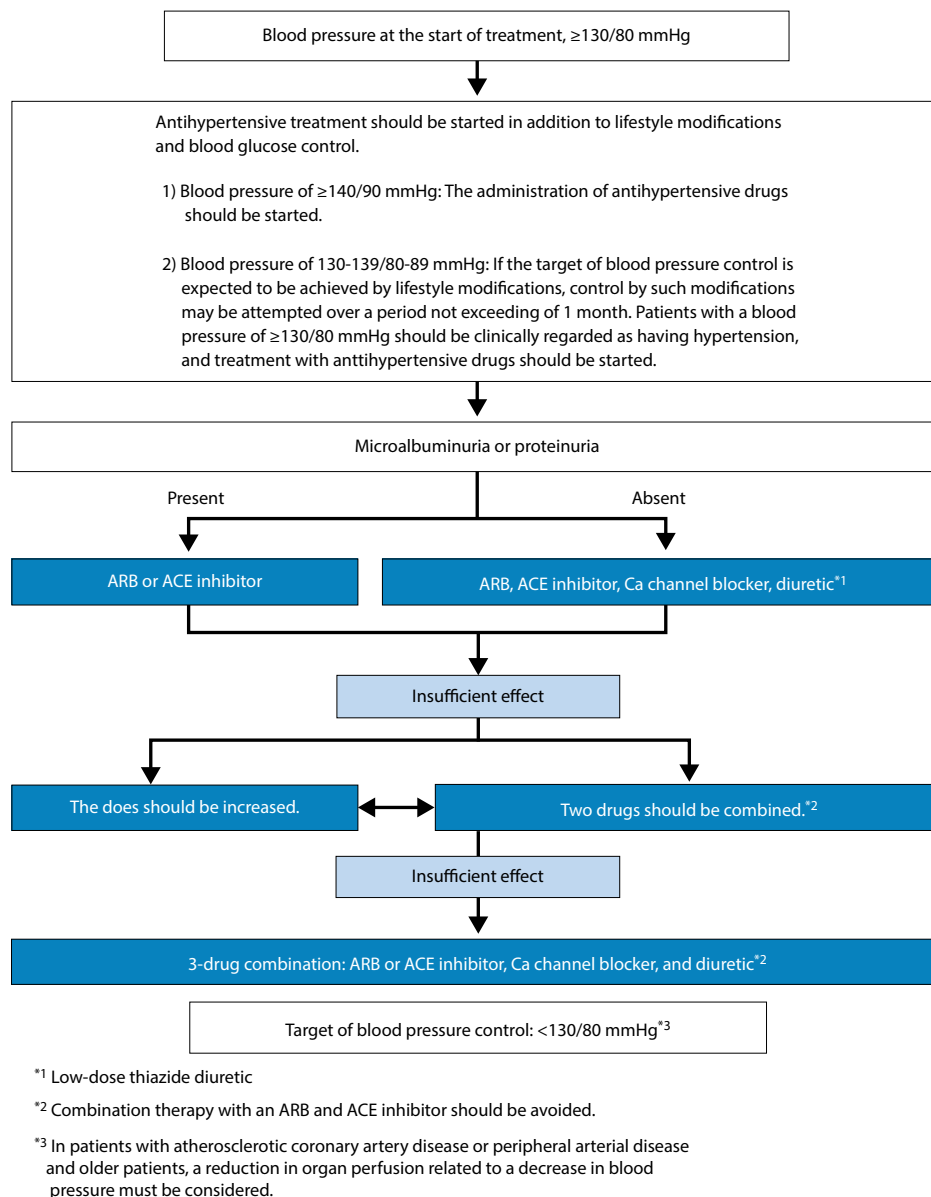 Blood pressure at the start of treatment, ≥130/80 mmHg
Antihypertensive treatment should be started in addition to lifestyle modifications
and blood glucose control.
1) Blood pressure of ≥140/90 mmHg: The administration of antihypertensive drugs
should be started.
2) Blood pressure of 130-139/80-89 mmHg: If the target of blood pressure control is
expected to be achieved by lifestyle modifications, control by such modifications
may be attempted over a period not exceeding of 1 month. Patients with a blood
pressure of ≥130/80 mmHg should be clinically regarded as having hypertension,
and treatment with anttihypertensive drugs should be started.
Microalbuminuria or proteinuria
Present
Absent
ARB or ACE inhibitor
ARB, ACE inhibitor, Ca channel blocker, diuretic*1
Insufficient effect
The does should be increased.
Two drugs should be combined.*2
Insufficient effect
3-drug combination: ARB or ACE inhibitor, Ca channel blocker, and diuretic*2
Target of blood pressure control: <130/80 mmHg*3
*1 Low-dose thiazide diuretic
*2 Combination therapy with an ARB and ACE inhibitor should be avoided.
*3 In patients with atherosclerotic coronary artery disease or peripheral arterial disease
and older patients, a reduction in organ perfusion related to a decrease in blood
pressure must be considered.